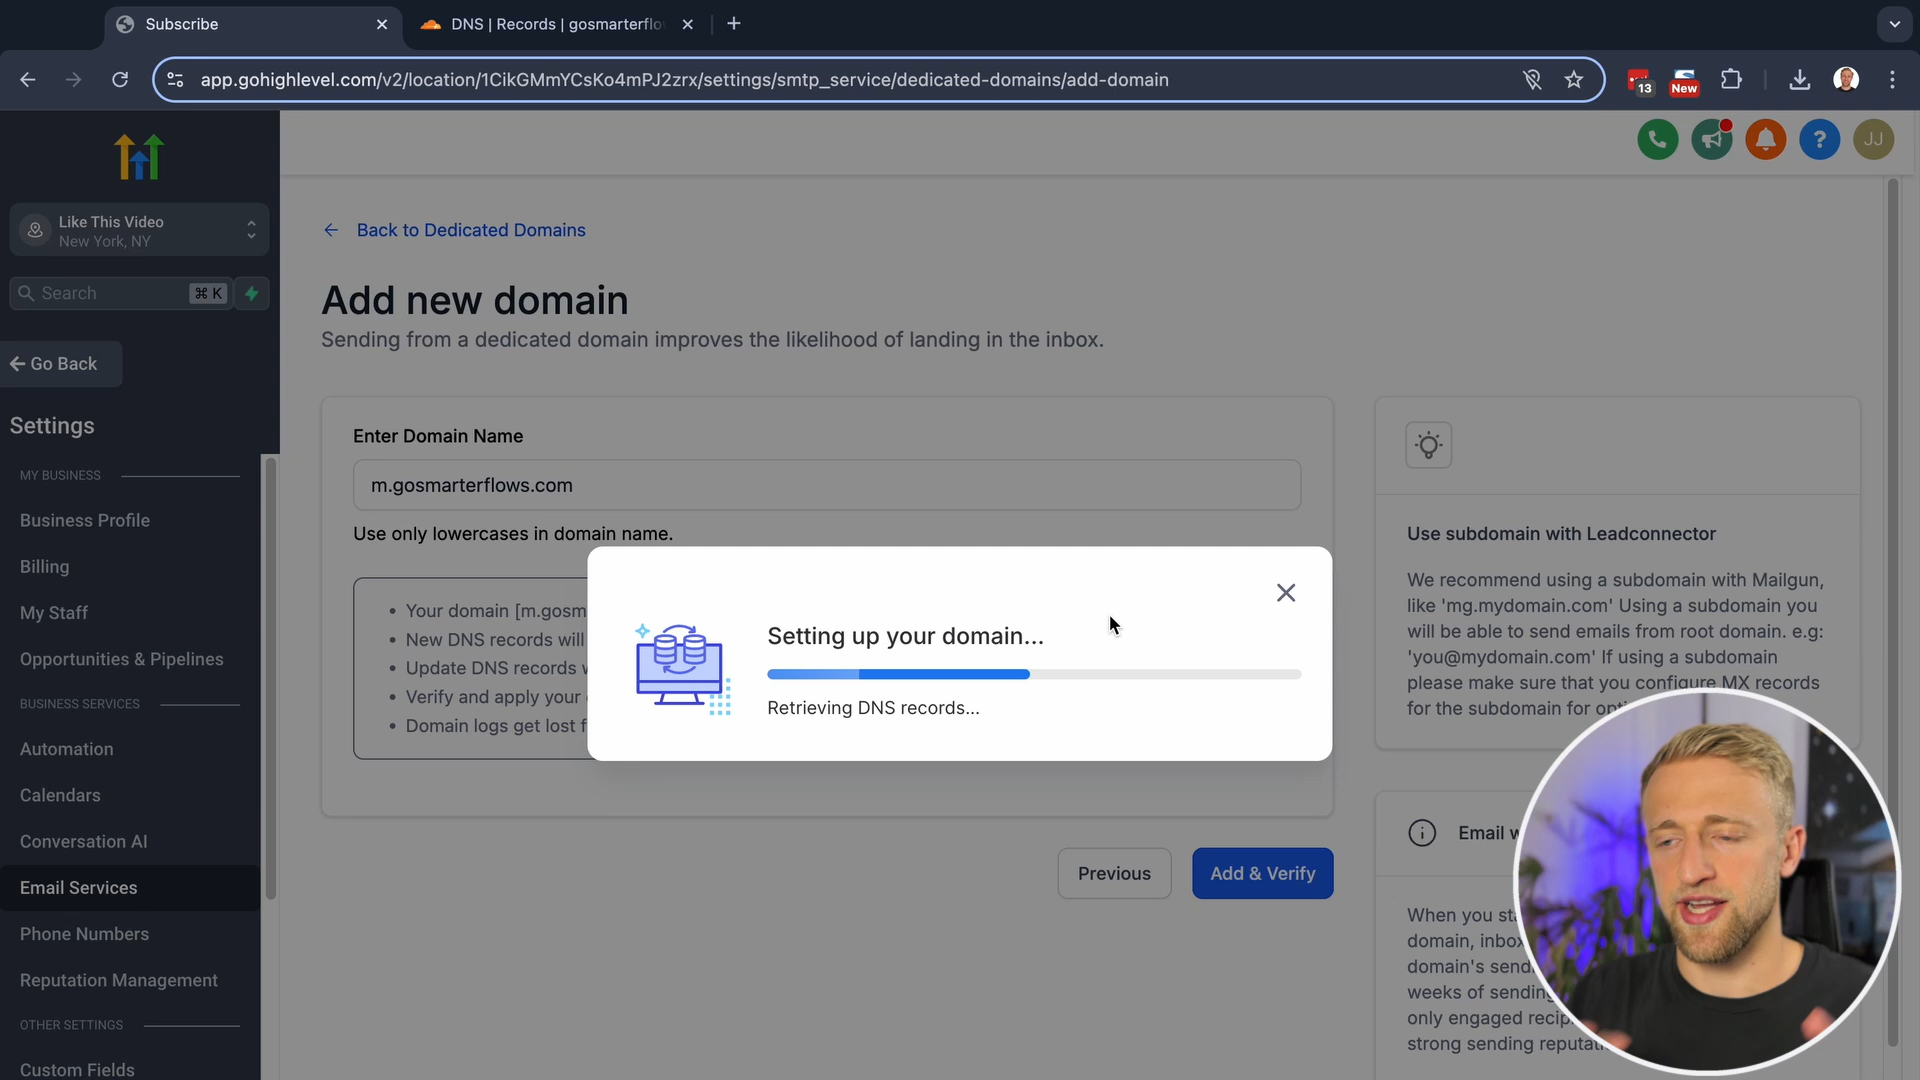 Subscribe
DNS | Records | gosmarterflo
app.gohighlevel.com/v2/location/1CikGMmYCsKo4mPJ2zrx/settings/smtp_service/dedicated-domains/add-domain
13
New
JJ
Like This Video
New York, NY
Search
⌘ K
Go Back
Settings
MY BUSINESS
Business Profile
Billing
My Staff
Opportunities & Pipelines
BUSINESS SERVICES
Automation
Calendars
Conversation AI
Email Services
Phone Numbers
Reputation Management
OTHER SETTINGS
Custom Fields
Back to Dedicated Domains
Add new domain
Sending from a dedicated domain improves the likelihood of landing in the inbox.
Enter Domain Name
m.gosmarterflows.com
Use only lowercases in domain name.
• Your domain [m.gosm
• New DNS records will
• Update DNS records
• Verify and apply your
• Domain logs get lost
Setting up your domain...
Retrieving DNS records...
Previous
Add & Verify
Use subdomain with Leadconnector
We recommend using a subdomain with Mailgun,
like 'mg.mydomain.com' Using a subdomain you
will be able to send emails from root domain. e.g:
'you@mydomain.com' If using a subdomain
please make sure that you configure MX records
for the subdomain for
Email
When you
domain, inbox
domain's
weeks of sending
only engaged
strong sending